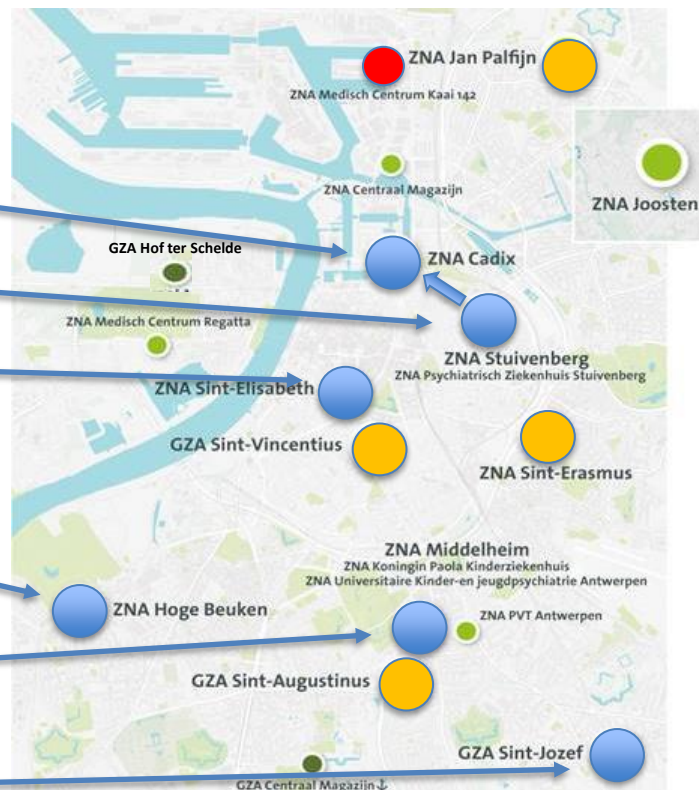 ZNA Jan Palfijn
ZNA Medisch Centrum Kaai 142
ZNA Centraal Magazijn
ZNA Joosten
GZA Hof ter Schelde
ZNA Cadix
ZNA Medisch Centrum Regatta
ZNA Stuivenberg
ZNA Psychiatrisch Ziekenhuis Stuivenberg
ZNA Sint-Elisabeth
GZA Sint-Vincentius
ZNA Sint-Erasmus
ZNA Middelheim
ZNA Koningin Paola Kinderziekenhuis
ZNA Universitaire Kinder-en jeugdpsychiatrie Antwerpen
ZNA Hoge Beuken
ZNA PVT Antwerpen
GZA Sint-Augustinus
GZA Sint-Jozef
GZA Centraal Magazijn